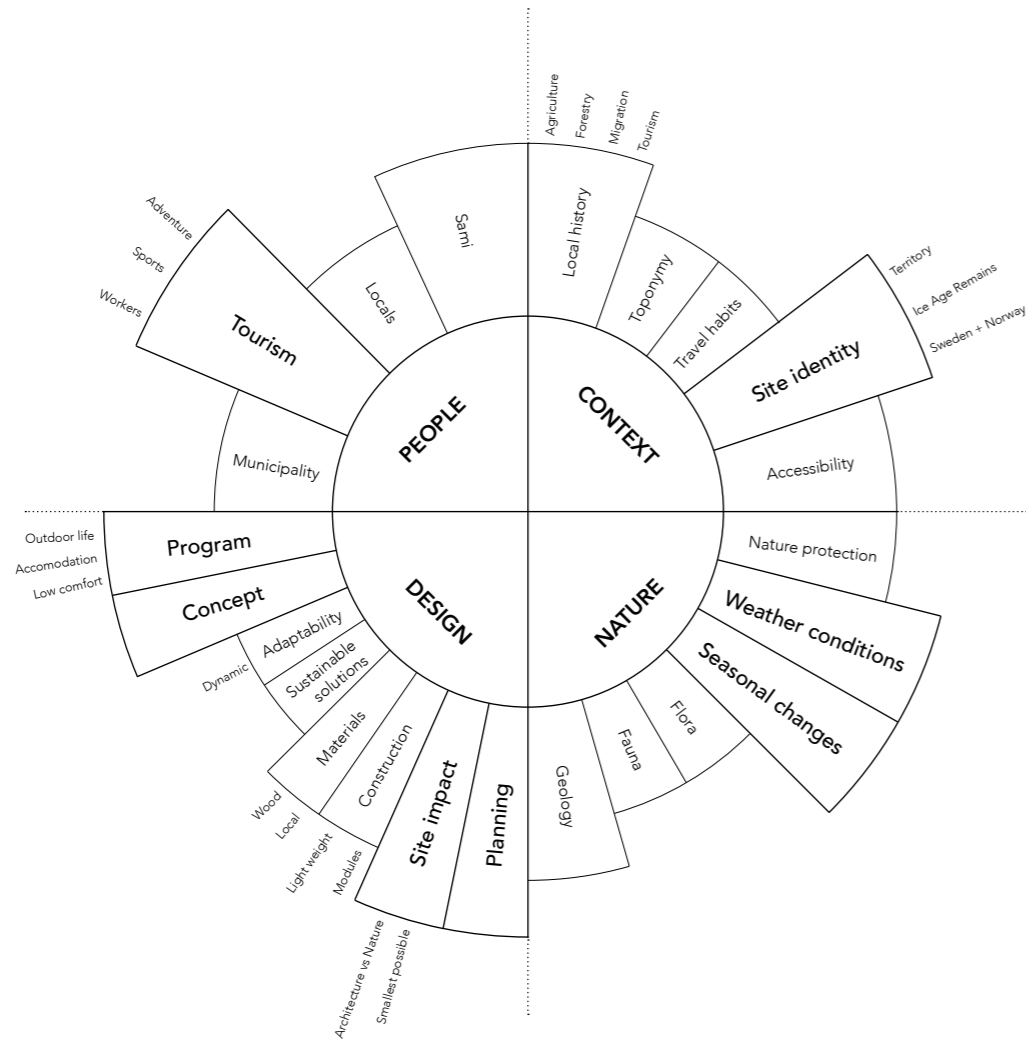 Agriculture
Forestry
Migration
Tourism
Local history
Toponymy
Travel habits
Territory
Ice Age Remains
Sweden + Norway
Site identity
Accessibility
CONTEXT
Sami
Locals
Adventure
Sports
Workers
Tourism
Municipality
PEOPLE
Outdoor life
Accomodation
Low comfort
Program
Concept
Dynamic
Adaptability
Sustainable
solutions
Materials
Construction
Wood
Local
Light weight
Modules
Site impact
Planning
Architecture vs Nature
Smallest possible
DESIGN
NATURE
Nature protection
Weather conditions
Seasonal changes
Flora
Fauna
Geology